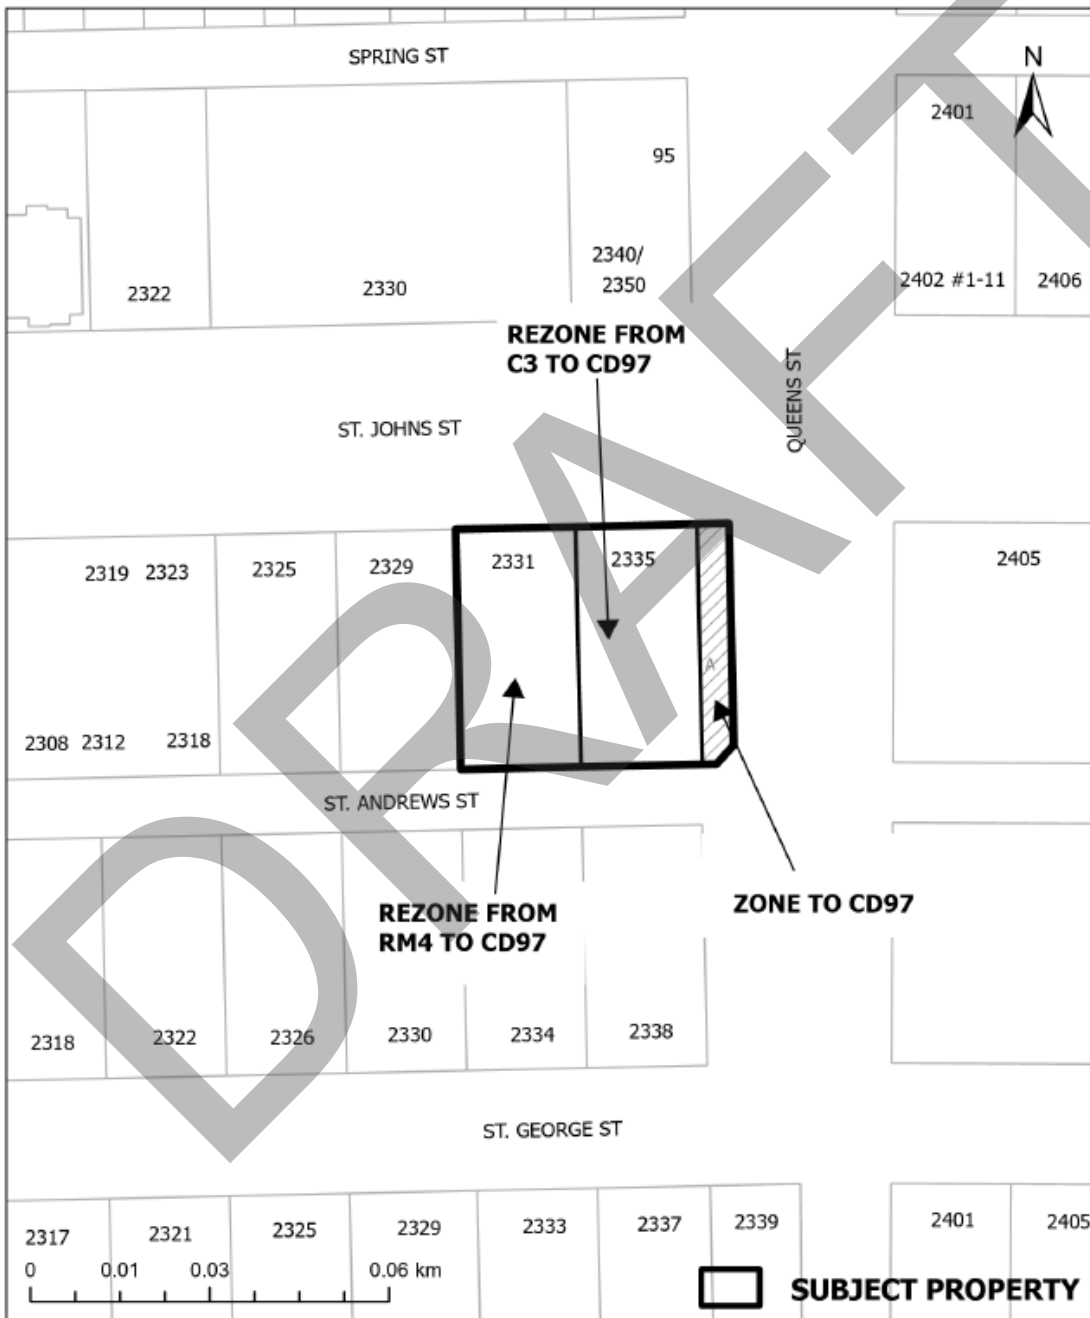 SPRING ST
N
2401
95
2340/
2350
2322
2330
2402 #1-11
2406
REZONE FROM
C3 TO CD97
QUEENS ST
ST. JOHNS ST
2319
2323
2325
2329
2331
2335
2405
A
2308
2312
2318
ST. ANDREWS ST
REZONE FROM
RM4 TO CD97
ZONE TO CD97
2318
2322
2326
2330
2334
2338
ST. GEORGE ST
2317
2321
2325
2329
2333
2337
2339
2401
2405
0
0.01
0.03
0.06 km
SUBJECT PROPERTY
DRAFT